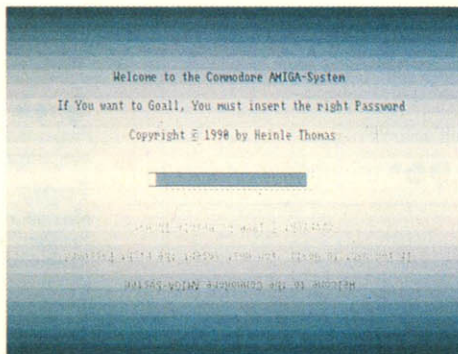 Welcome to the Commodore AMIGA-System
If You want to Goall, You must insert the right Password
Copyright © 1990 by Heinle Thomas